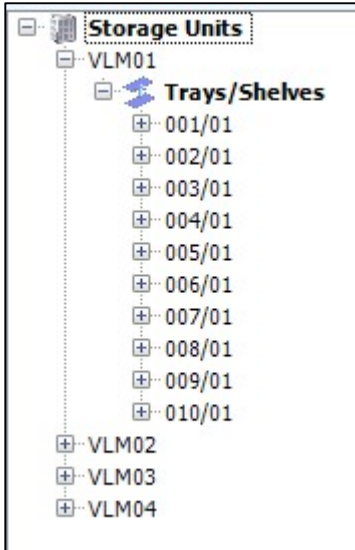 Storage Units
VLM01
Trays/Shelves
001/01
002/01
003/01
004/01
005/01
006/01
007/01
008/01
009/01
010/01
VLM02
VLM03
VLM04